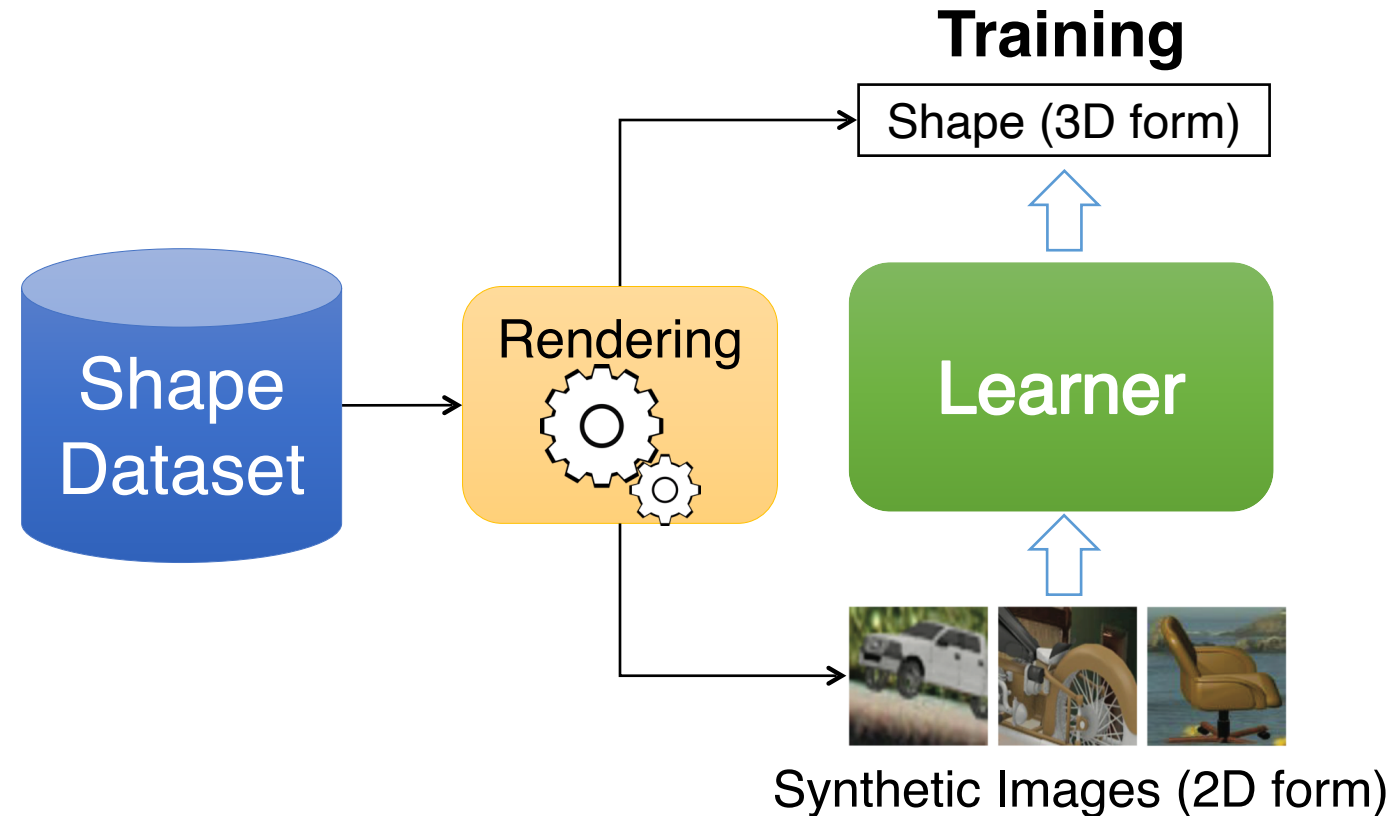 Training
Shape (3D form)
Rendering
Shape
Dataset
Learner
Synthetic Images (2D form)